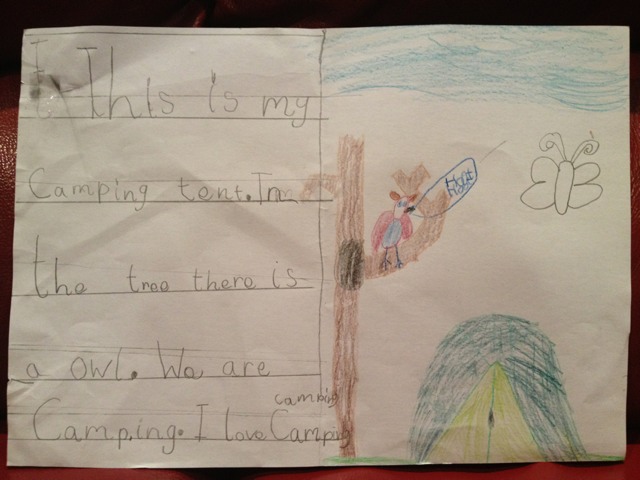 This is my
Camping tent. In
the tree there is
a owl. We are
camping
Camping. I love Camping